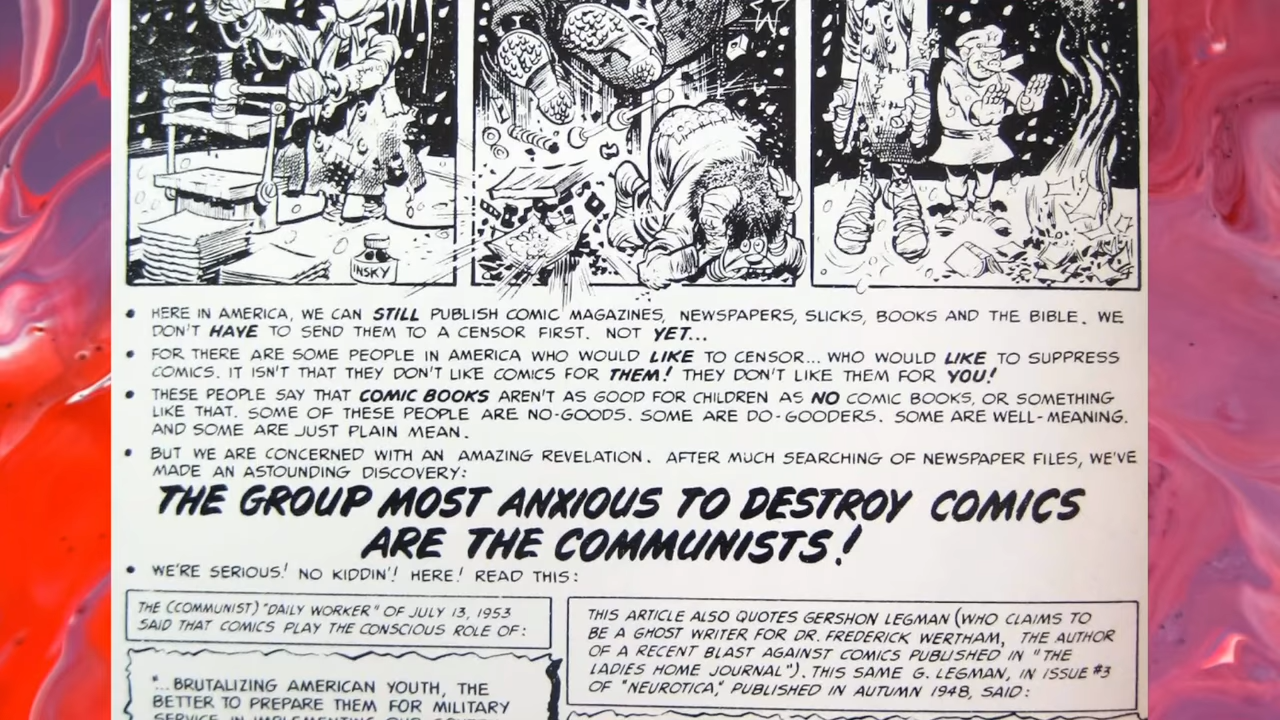 INSKY
• HERE IN AMERICA, WE CAN STILL PUBLISH COMIC MAGAZINES, NEWSPAPERS, SLICKS, BOOKS AND THE BIBLE. WE
DON'T HAVE TO SEND THEM TO A CENSOR FIRST. NOT YET...
• FOR THERE ARE SOME PEOPLE IN AMERICA WHO WOULD LIKE TO CENSOR... WHO WOULD LIKE TO SUPPRESS
COMICS. IT ISN'T THAT THEY DON'T LIKE COMICS FOR THEM! THEY DON'T LIKE THEM FOR YOU!
• THESE PEOPLE SAY THAT COMIC BOOKS AREN'T AS GOOD FOR CHILDREN AS NO COMIC BOOKS, OR SOMETHING
LIKE THAT. SOME OF THESE PEOPLE ARE NO-GOODS. SOME ARE DO-GOODERS. SOME ARE WELL-MEANING.
AND SOME ARE JUST PLAIN MEAN.
• BUT WE ARE CONCERNED WITH AN AMAZING REVELATION. AFTER MUCH SEARCHING OF NEWSPAPER FILES, WE'VE
MADE AN ASTOUNDING DISCOVERY:
THE GROUP MOST ANXIOUS TO DESTROY COMICS
ARE THE COMMUNISTS!
• WE'RE SERIOUS! NO KIDDIN'! HERE! READ THIS:
THE (COMMUNIST) "DAILY WORKER" OF JULY 13, 1953
SAID THAT COMICS PLAY THE CONSCIOUS ROLE OF:
"...BRUTALIZING AMERICAN YOUTH, THE
BETTER TO PREPARE THEM FOR MILITARY
SERVICE IN IMPLEMENTING OUR
THIS ARTICLE ALSO QUOTES GERSHON LEGMAN (WHO CLAIMS TO
BE A GHOST WRITER FOR DR. FREDERICK WERTHAM, THE AUTHOR
OF A RECENT BLAST AGAINST COMICS PUBLISHED IN "THE
LADIES HOME JOURNAL"). THIS SAME G. LEGMAN, IN ISSUE #3
OF "NEUROTICA," PUBLISHED IN AUTUMN 1948, SAID: